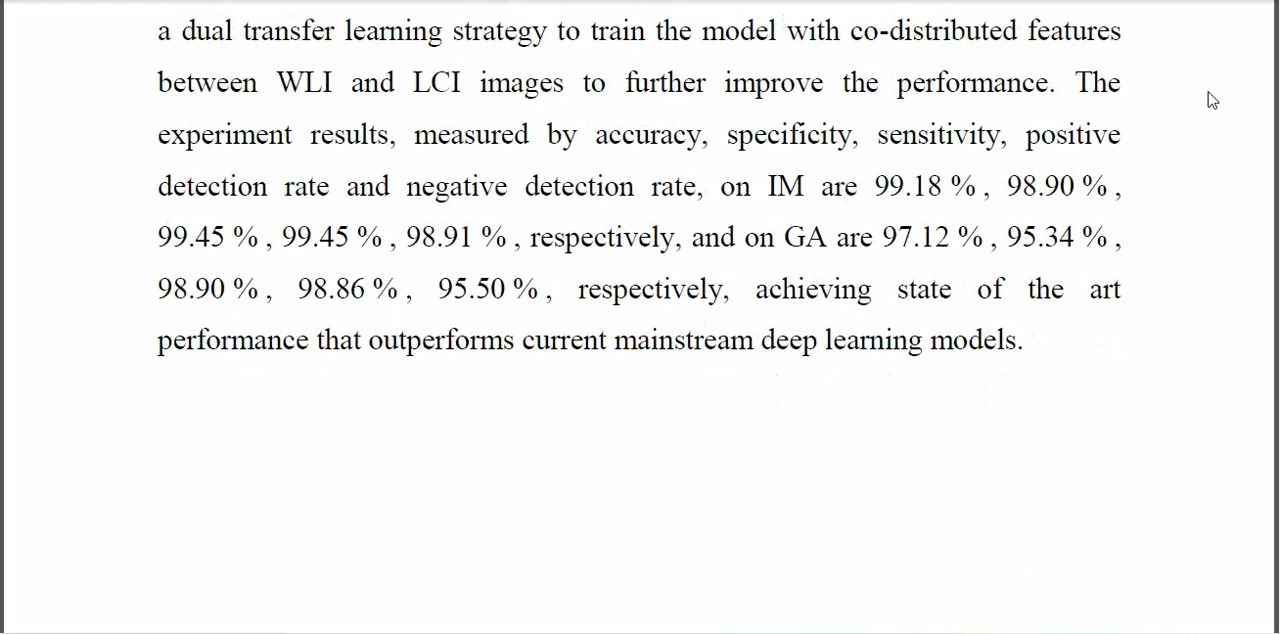 a dual transfer learning strategy to train the model with co-distributed features
between WLI and LCI images to further improve the performance. The
experiment results, measured by accuracy, specificity, sensitivity, positive
detection rate and negative detection rate, on IM are 99.18 % , 98.90 % ,
99.45 % , 99.45 % , 98.91 % , respectively, and on GA are 97.12 % , 95.34 % ,
98.90 % , 98.86 % , 95.50 % , respectively, achieving state of the art
performance that outperforms current mainstream deep learning models.